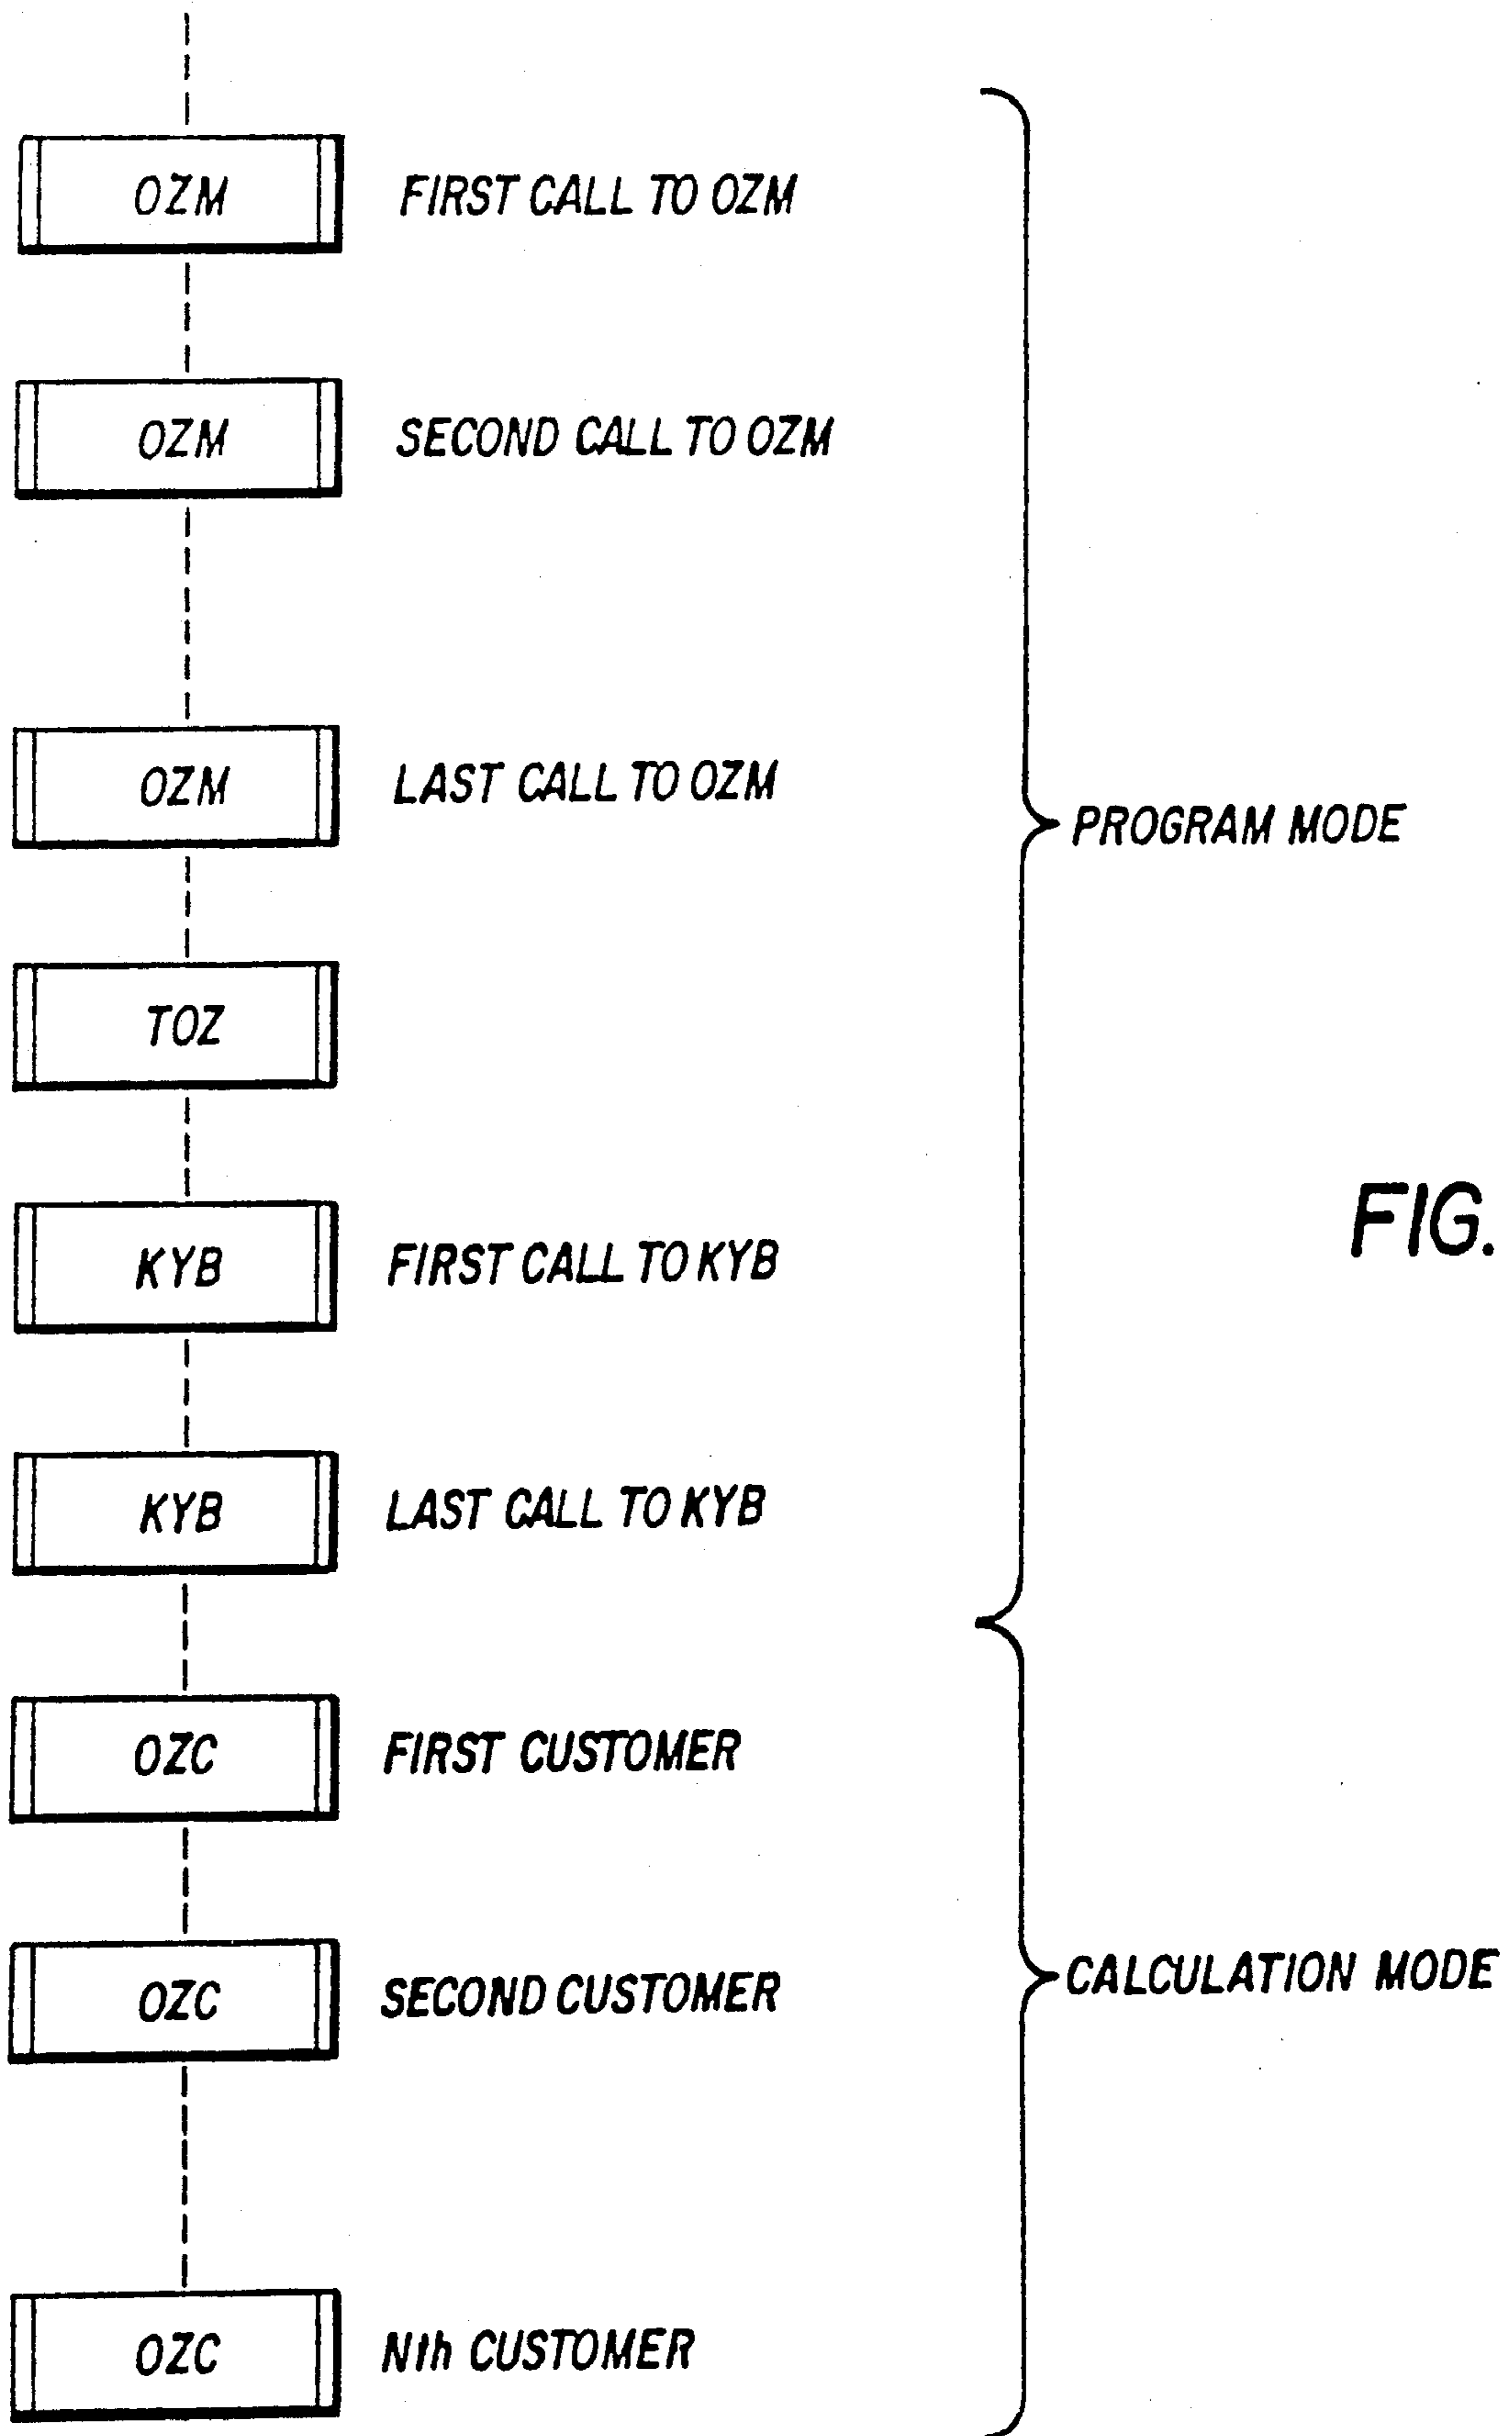 OZM FIRST CALL TO OZM
OZM SECOND CALL TO OZM
OZM LAST CALL TO OZM
PROGRAM MODE
TOZ
FIG.
KYB FIRST CALL TO KYB
KYB LAST CALL TO KYB
OZC FIRST CUSTOMER
OZC SECOND CUSTOMER
CALCULATION MODE
OZC Nth CUSTOMER